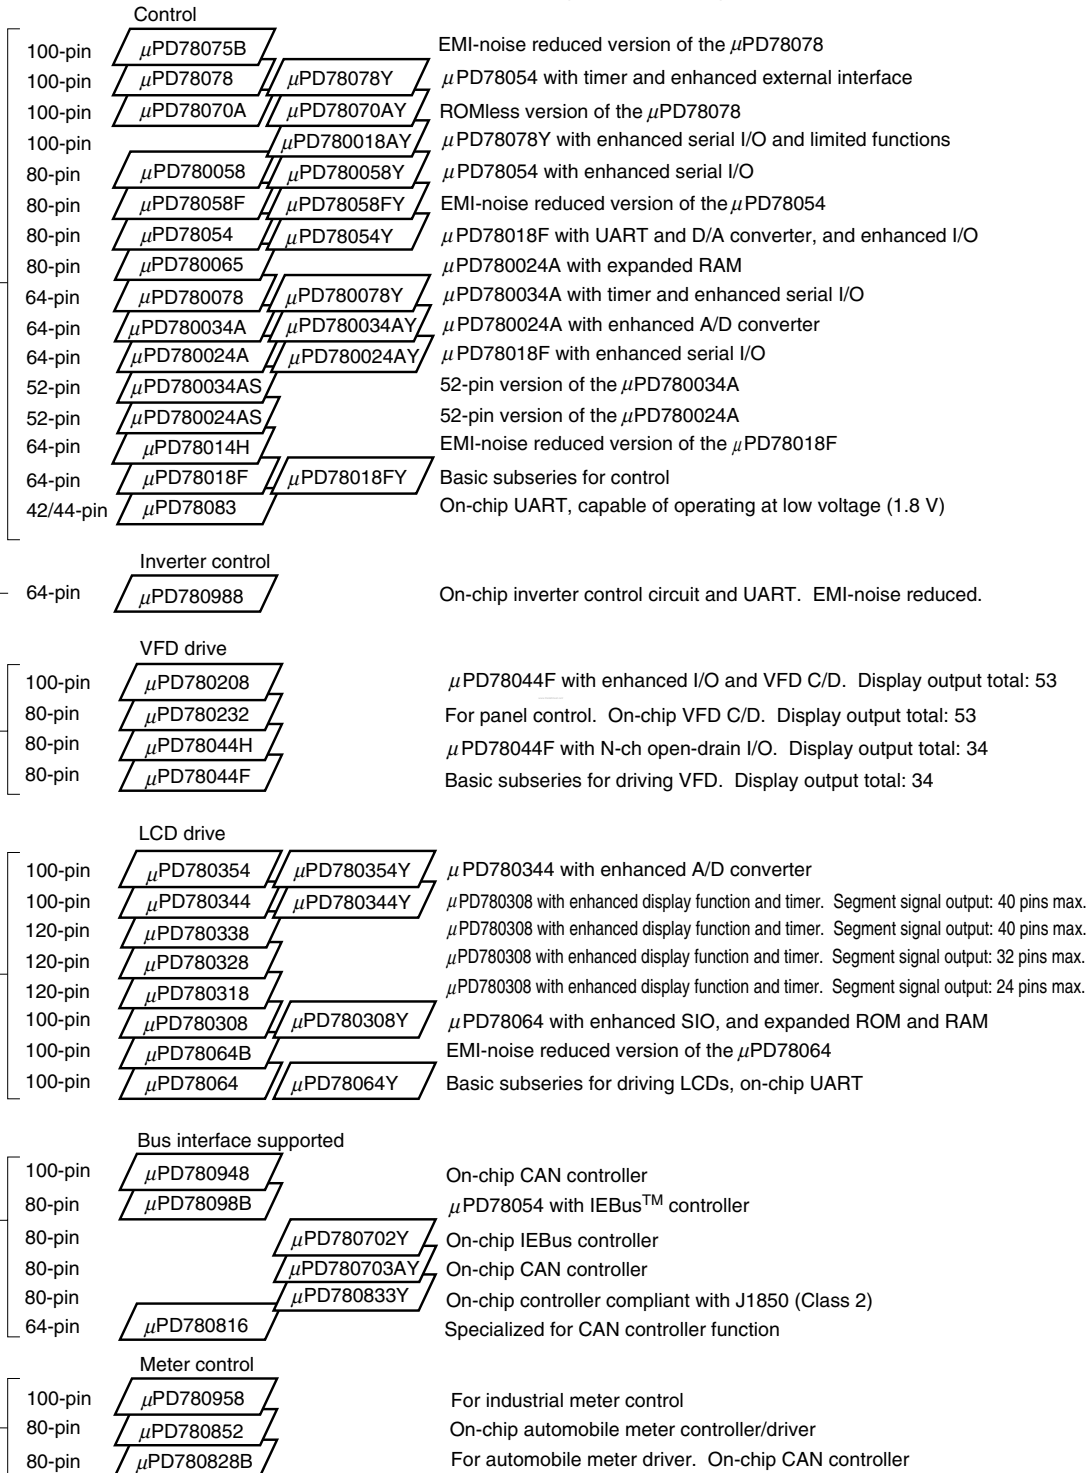 Control
100-pin μPD78075B EMI-noise reduced version of the μPD78078
100-pin μPD78078 μPD78078Y μPD78054 with timer and enhanced external interface
100-pin μPD78070A μPD78070AY ROMless version of the μPD78078
100-pin μPD780018AY μPD78078Y with enhanced serial I/O and limited functions
80-pin μPD780058 μPD780058Y μPD78054 with enhanced serial I/O
80-pin μPD78058F μPD78058FY EMI-noise reduced version of the μPD78054
80-pin μPD78054 μPD78054Y μPD78018F with UART and D/A converter, and enhanced I/O
80-pin μPD780065 μPD780024A with expanded RAM
64-pin μPD780078 μPD780078Y μPD780034A with timer and enhanced serial I/O
64-pin μPD780034A μPD780034AY μPD780024A with enhanced A/D converter
64-pin μPD780024A μPD780024AY μPD78018F with enhanced serial I/O
52-pin μPD780034AS 52-pin version of the μPD780034A
52-pin μPD780024AS 52-pin version of the μPD780024A
64-pin μPD78014H EMI-noise reduced version of the μPD78018F
64-pin μPD78018F μPD78018FY Basic subseries for control
42/44-pin μPD78083 On-chip UART, capable of operating at low voltage (1.8 V)
Inverter control
64-pin μPD780988 On-chip inverter control circuit and UART. EMI-noise reduced.
VFD drive
100-pin μPD780208 μPD78044F with enhanced I/O and VFD C/D. Display output total: 53
80-pin μPD780232 For panel control. On-chip VFD C/D. Display output total: 53
80-pin μPD78044H μPD78044F with N-ch open-drain I/O. Display output total: 34
80-pin μPD78044F Basic subseries for driving VFD. Display output total: 34
LCD drive
100-pin μPD780354 μPD780354Y μPD780344 with enhanced A/D converter
100-pin μPD780344 μPD780344Y μPD780308 with enhanced display function and timer. Segment signal output: 40 pins max.
120-pin μPD780338 μPD780308 with enhanced display function and timer. Segment signal output: 40 pins max.
120-pin μPD780328 μPD780308 with enhanced display function and timer. Segment signal output: 32 pins max.
120-pin μPD780318 μPD780308 with enhanced display function and timer. Segment signal output: 24 pins max.
100-pin μPD780308 μPD780308Y μPD78064 with enhanced SIO, and expanded ROM and RAM
100-pin μPD78064B EMI-noise reduced version of the μPD78064
100-pin μPD78064 μPD78064Y Basic subseries for driving LCDs, on-chip UART
Bus interface supported
100-pin μPD780948 On-chip CAN controller
80-pin μPD78098B μPD78054 with IEBus™ controller
80-pin μPD780702Y On-chip IEBus controller
80-pin μPD780703AY On-chip CAN controller
80-pin μPD780833Y On-chip controller compliant with J1850 (Class 2)
64-pin μPD780816 Specialized for CAN controller function
Meter control
100-pin μPD780958 For industrial meter control
80-pin μPD780852 On-chip automobile meter controller/driver
80-pin μPD780828B For automobile meter driver. On-chip CAN controller